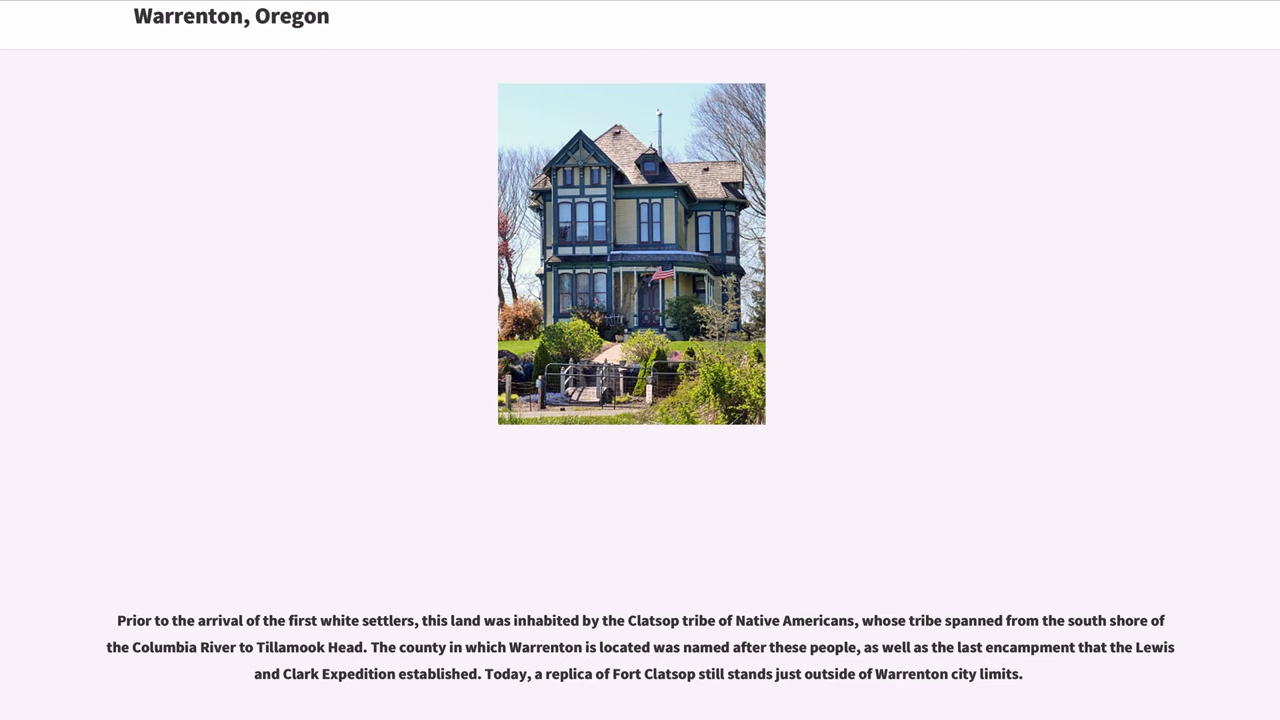 Warrenton, Oregon
Prior to the arrival of the first white settlers, this land was inhabited by the Clatsop tribe of Native Americans, whose tribe spanned from the south shore of
the Columbia River to Tillamook Head. The county in which Warrenton is located was named after these people, as well as the last encampment that the Lewis
and Clark Expedition established. Today, a replica of Fort Clatsop still stands just outside of Warrenton city limits.